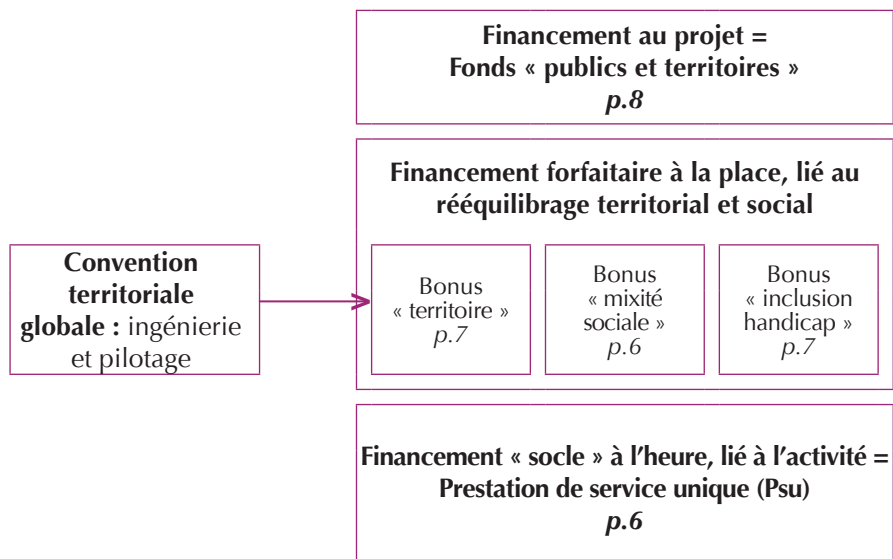 Financement au projet =
Fonds « publics et territoires »
p.8
Financement forfaitaire à la place, lié au
rééquilibrage territorial et social
Convention
territoriale
globale : ingénierie
et pilotage
Bonus
« territoire »
p.7
Bonus
« mixité
sociale »
p.6
Bonus
« inclusion
handicap »
p.7
Financement « socle » à l’heure, lié à l’activité =
Prestation de service unique (Psu)
p.6